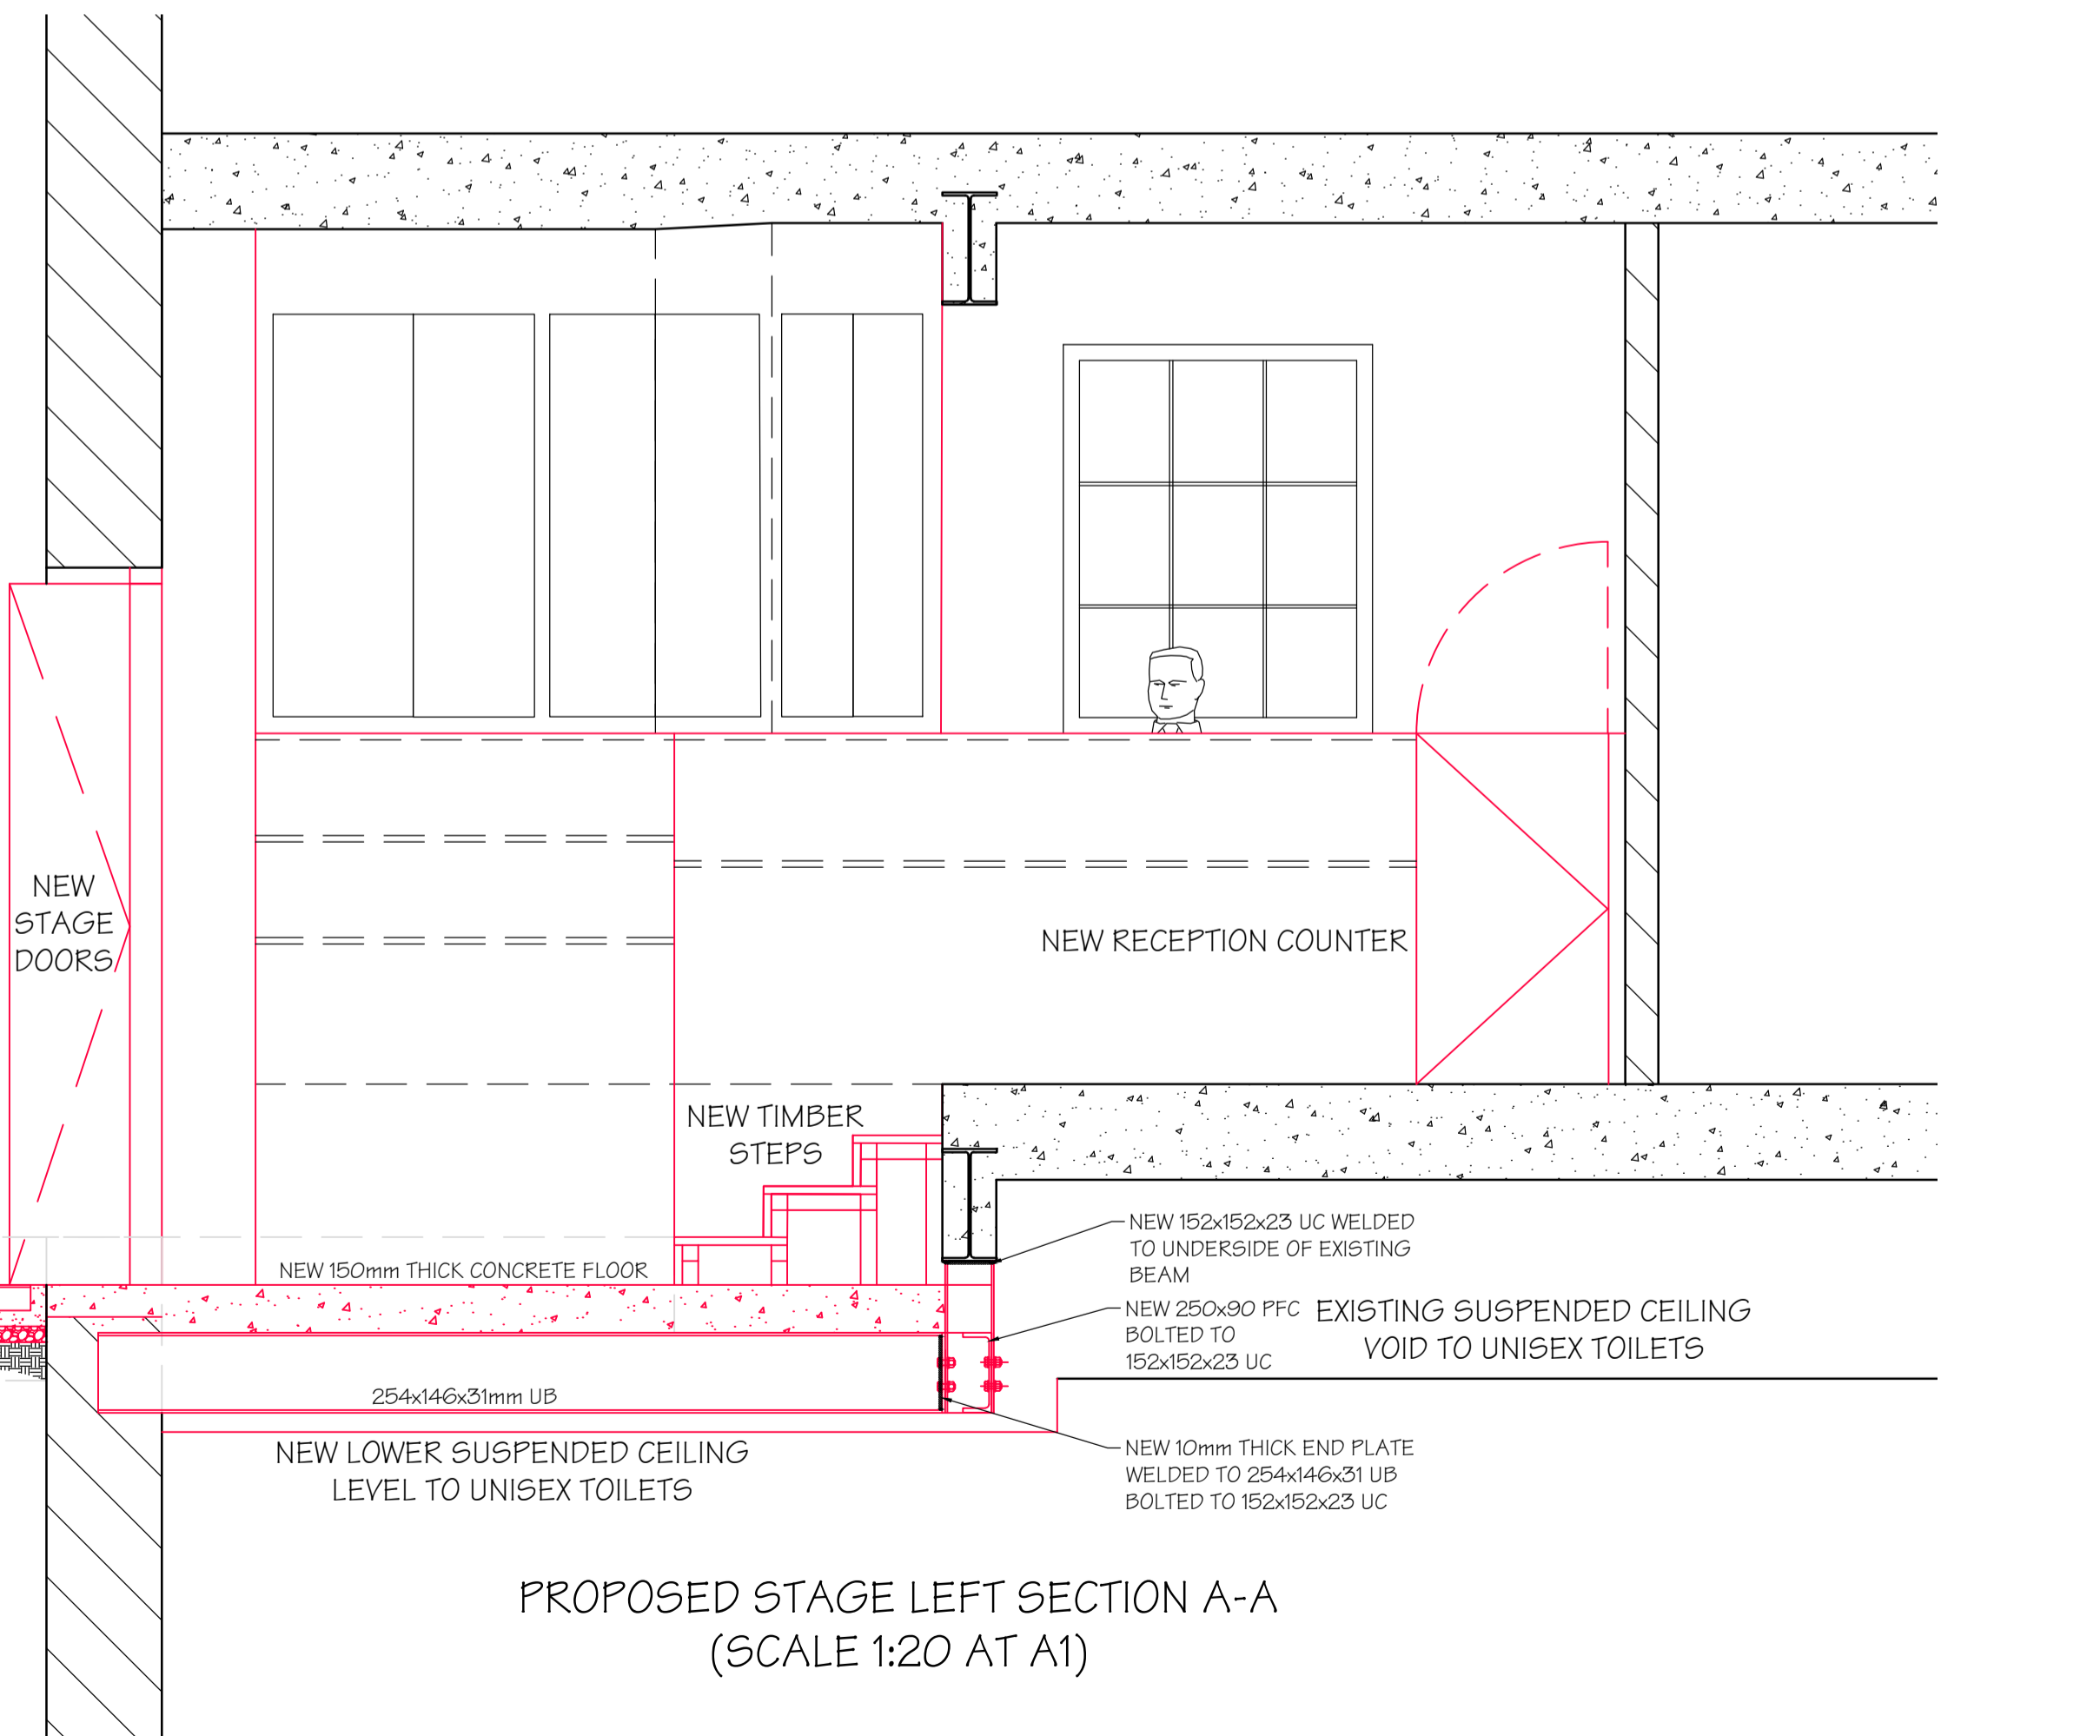 NEW
STAGE
DOORS
NEW RECEPTION COUNTER
NEW TIMBER
STEPS
NEW 150mm THICK CONCRETE FLOOR
254x146x31mm UB
NEW LOWER SUSPENDED CEILING
LEVEL TO UNISEX TOILETS
NEW 152x152x23 UC WELDED
TO UNDERSIDE OF EXISTING
BEAM
NEW 250x90 PFC
BOLTED TO
152x152x23 UC
EXISTING SUSPENDED CEILING
VOID TO UNISEX TOILETS
NEW 10mm THICK END PLATE
WELDED TO 254x146x31 UB
BOLTED TO 152x152x23 UC
PROPOSED STAGE LEFT SECTION A-A
(SCALE 1:20 AT A1)